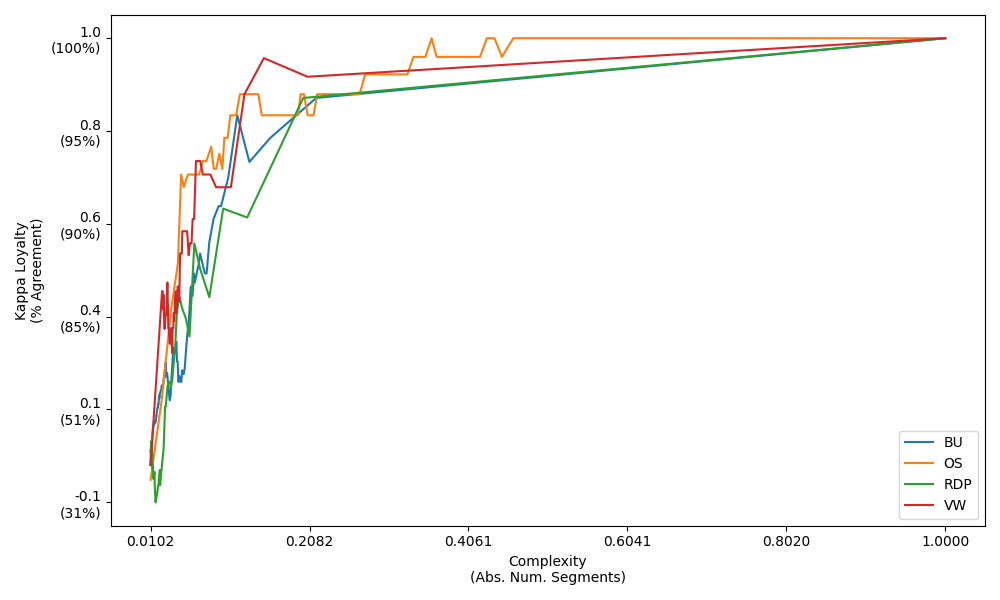 1.0
(100%)
0.8
(95%)
0.6
(90%)
0.4
(85%)
0.1
(51%)
-0.1
(31%)
Kappa Loyalty
(% Agreement)
BU
OS
RDP
VW
0.0102 0.2082 0.4061 0.6041 0.8020 1.0000
Complexity
(Abs. Num. Segments)